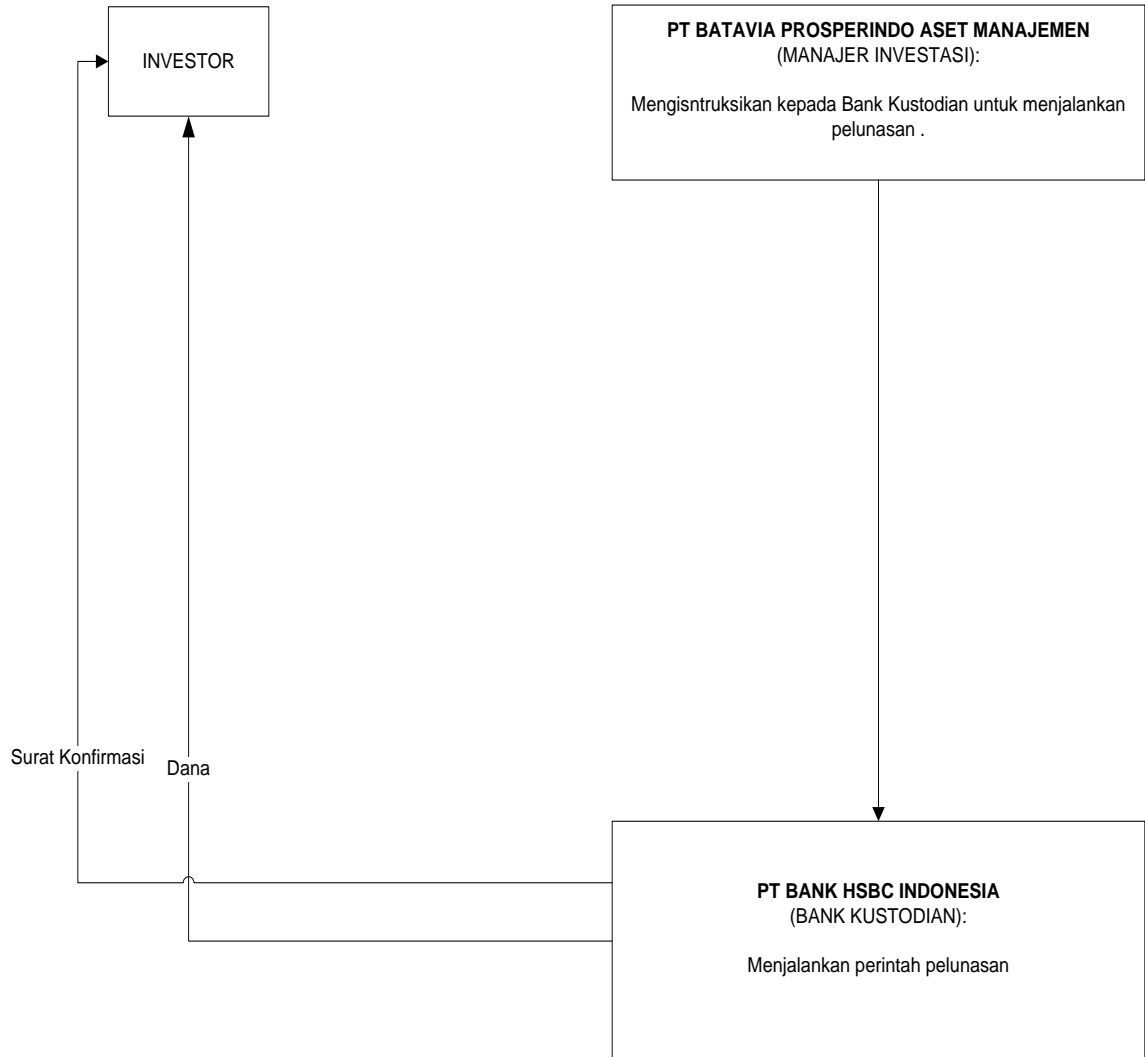 INVESTOR
PT BATAVIA PROSPERINDO ASET MANAJEMEN
(MANAJER INVESTASI):
Mengisntruksikan kepada Bank Kustodian untuk menjalankan
pelunasan .
Surat Konfirmasi
Dana
PT BANK HSBC INDONESIA
(BANK KUSTODIAN):
Menjalankan perintah pelunasan